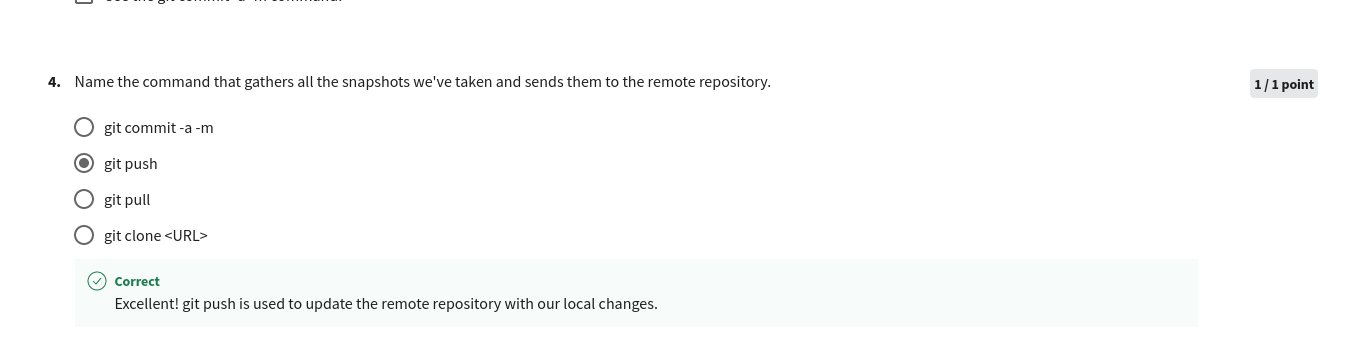 4. Name the command that gathers all the snapshots we've taken and sends them to the remote repository.
1 / 1 point
git commit -a -m
git push
git pull
git clone <URL>
Correct
Excellent! git push is used to update the remote repository with our local changes.